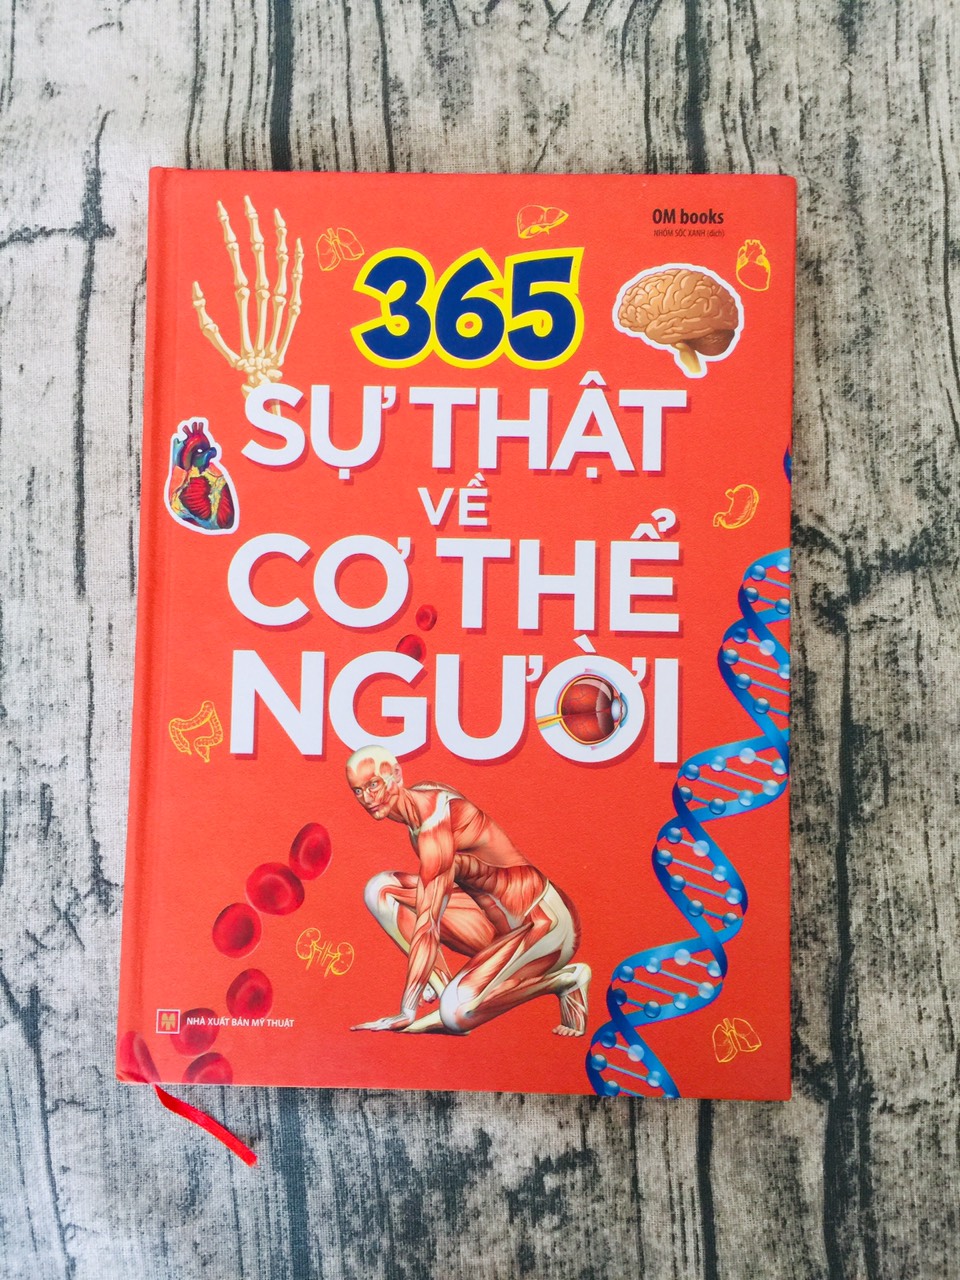 OM books
NHÓM SÓC XANH (dịch)
365
SỰ THẬT
VỀ
CƠ THỂ
NGƯỜI
NHÀ XUẤT BẢN MỸ THUẬT